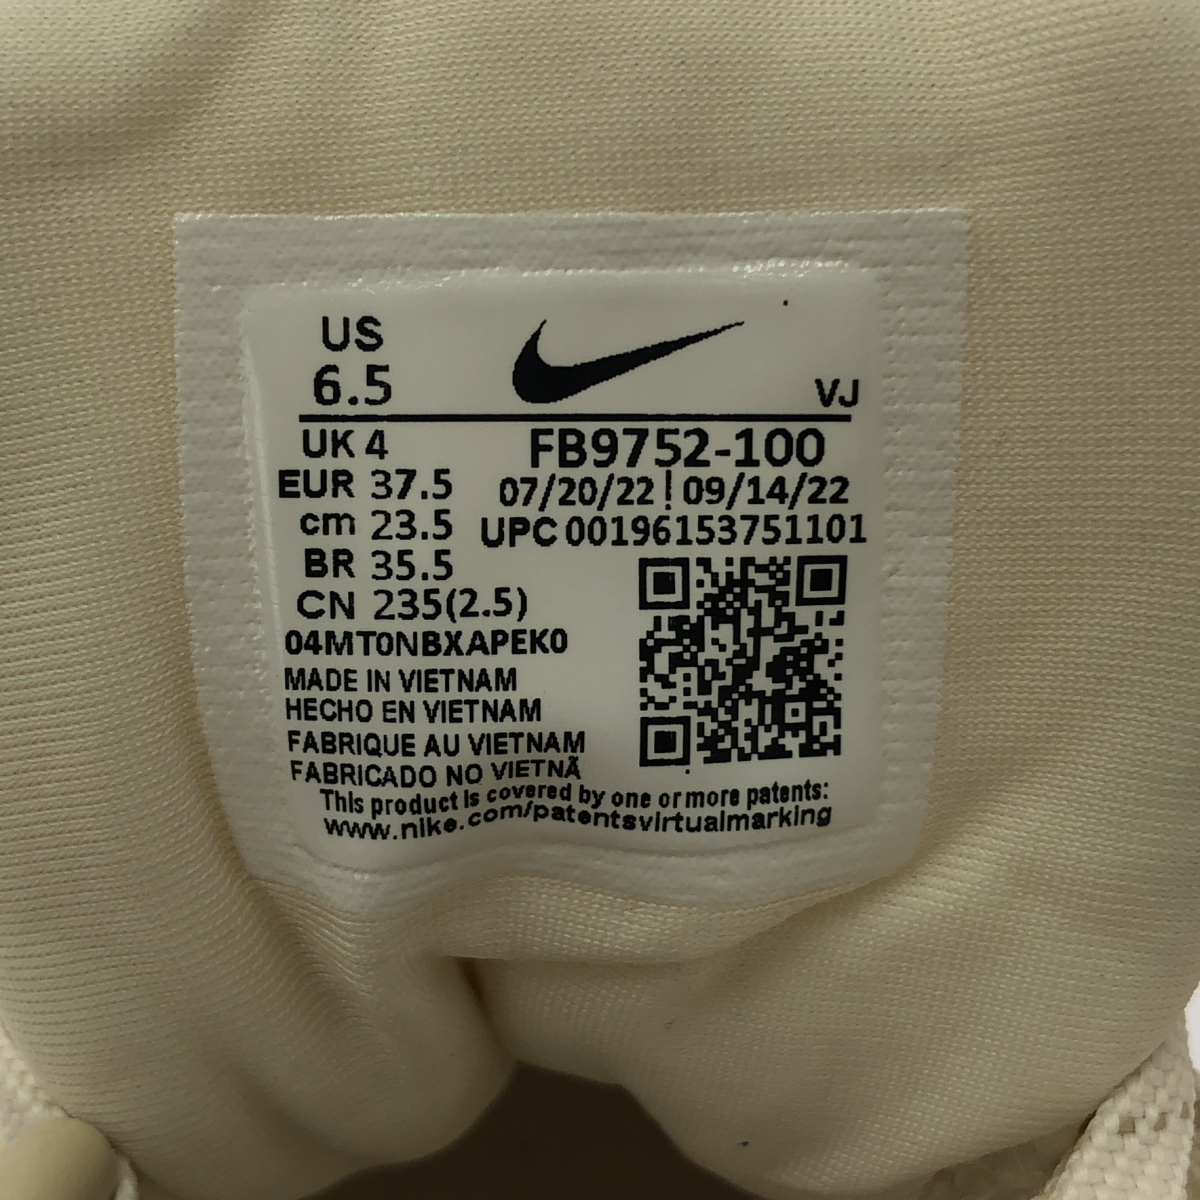 US
6.5
VJ
UK 4
FB9752-100
EUR 37.5
07/20/22 | 09/14/22
cm 23.5
UPC 00196153751101
BR 35.5
CN 235(2.5)
04MT0NBXAPEK0
MADE IN VIETNAM
HECHO EN VIETNAM
FABRIQUE AU VIETNAM
FABRICADO NO VIETNÃ
This product is covered by one or more patents:
www.nike.com/patentsvirtualmarking